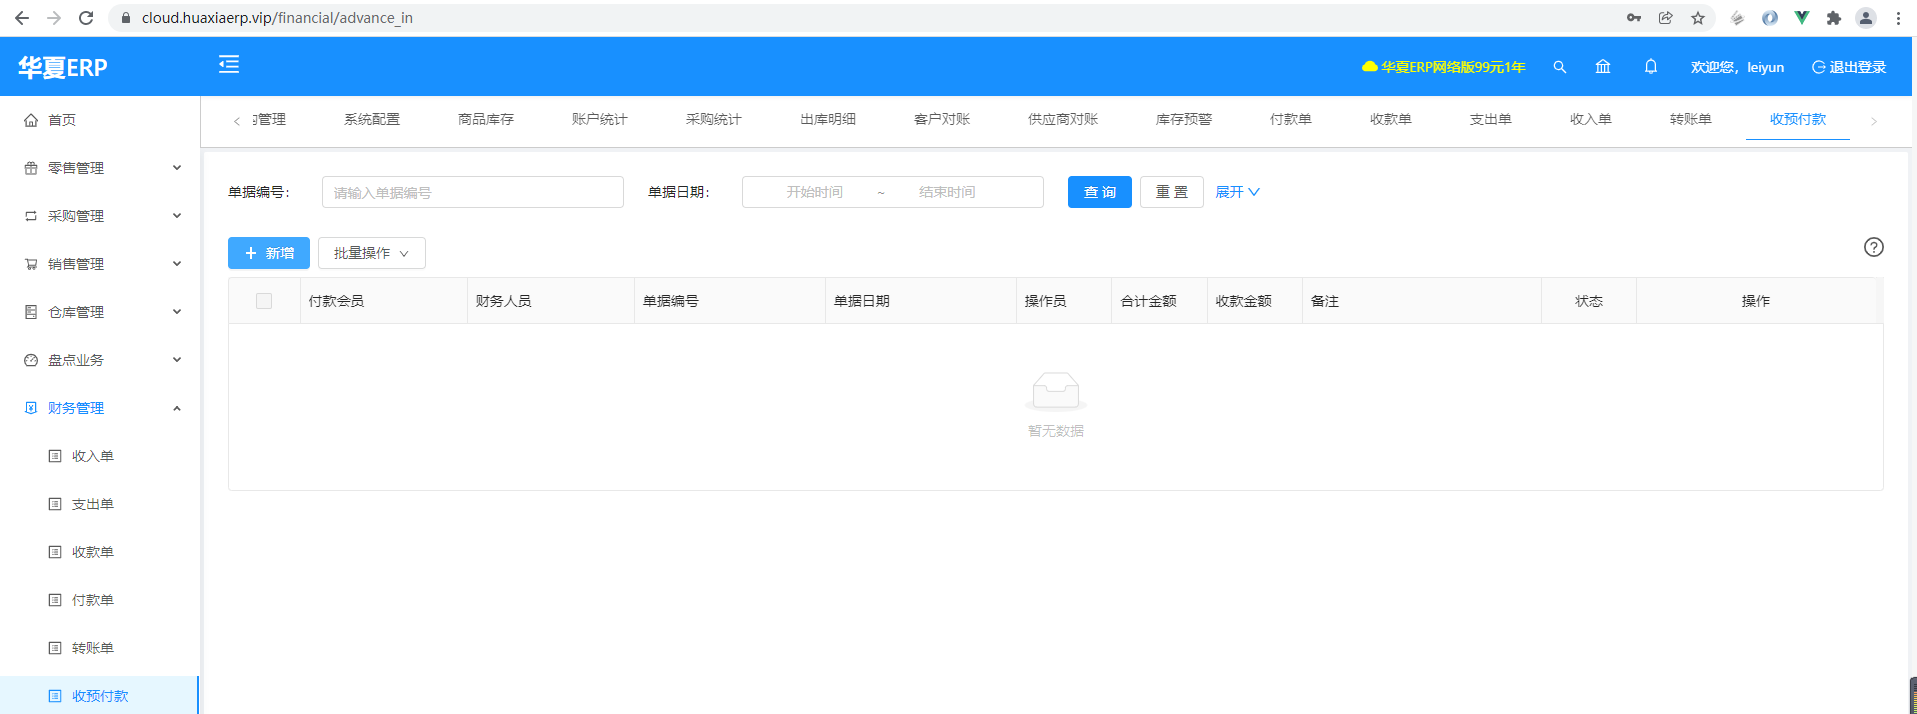 cloud.huaxiaerp.vip/financial/advance_in
华夏ERP
华夏ERP网络版99元1年
欢迎您，leiyun
退出登录
管理 系统配置 商品库存 账户统计 采购统计 出库明细 客户对账 供应商对账 库存预警 付款单 收款单 支出单 收入单 转账单 收预付款
首页
零售管理
采购管理
销售管理
仓库管理
盘点业务
财务管理
收入单
支出单
收款单
付款单
转账单
收预付款
单据编号： 请输入单据编号 单据日期： 开始时间 ~ 结束时间 查 询 重 置 展开
+ 新增 批量操作
付款会员 财务人员 单据编号 单据日期 操作员 合计金额 收款金额 备注 状态 操作
暂无数据